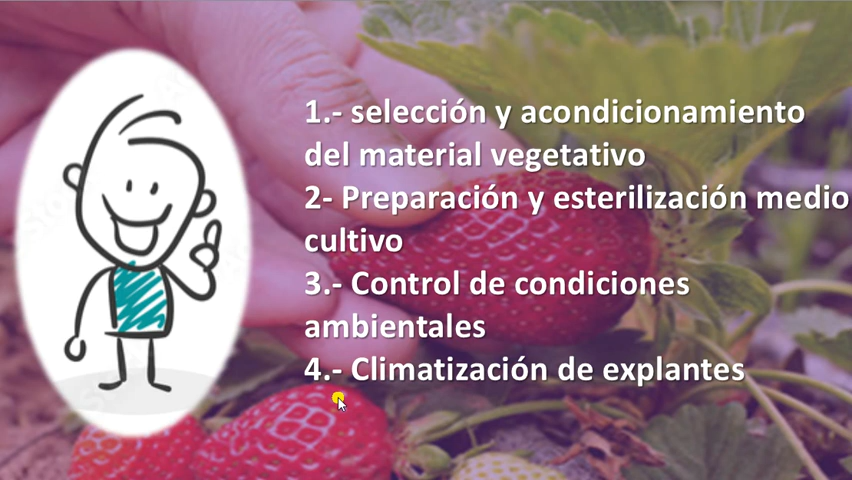 1.- selección y acondicionamiento
del material vegetativo
2- Preparación y esterilización medio
cultivo
3.- Control de condiciones
ambientales
4.- Climatización de explantes